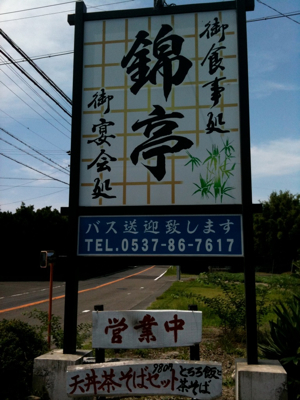 御食事処
錦亭
御宴会処
バス送迎致します
TEL.0537-86-7617
営業中
天丼茶そばセット
980円
とろろ飯と
茶そば